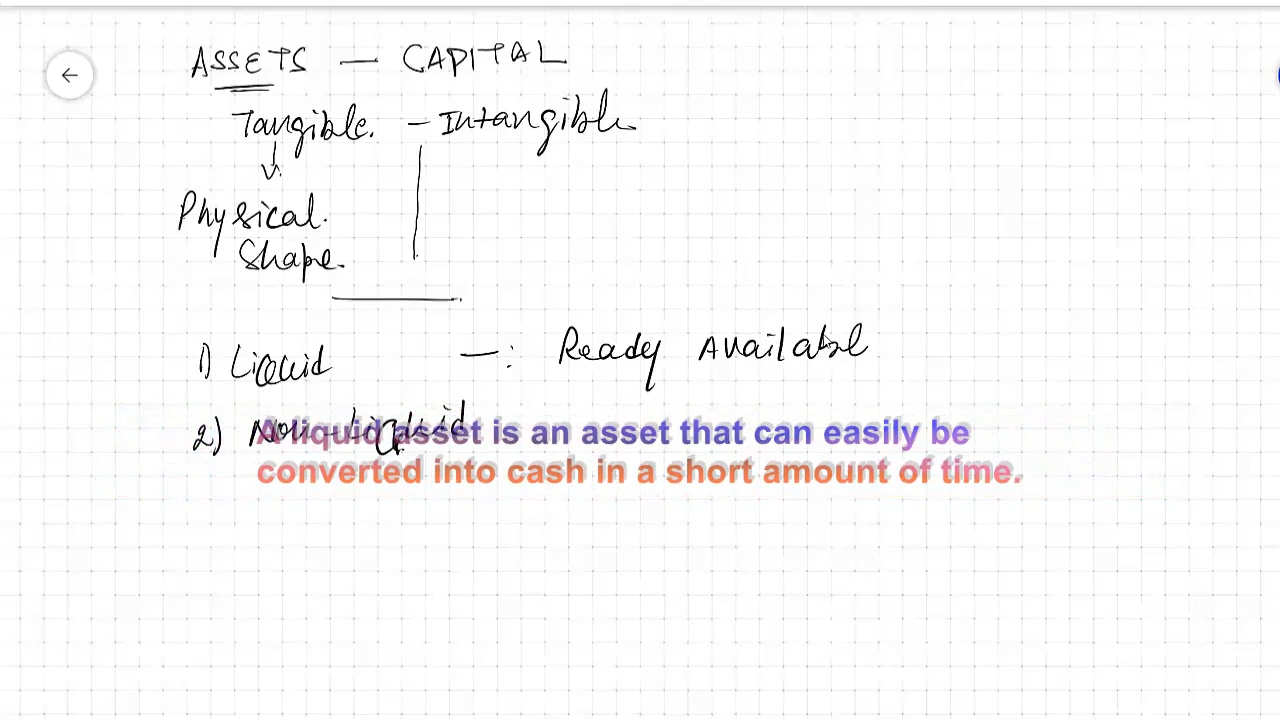 ASSETS — CAPITAL
Tangible. – Intangible
Physical.
Shape.
1) Liquid —: Ready Availabl
2) Non-Liquid
A liquid asset is an asset that can easily be
converted into cash in a short amount of time.